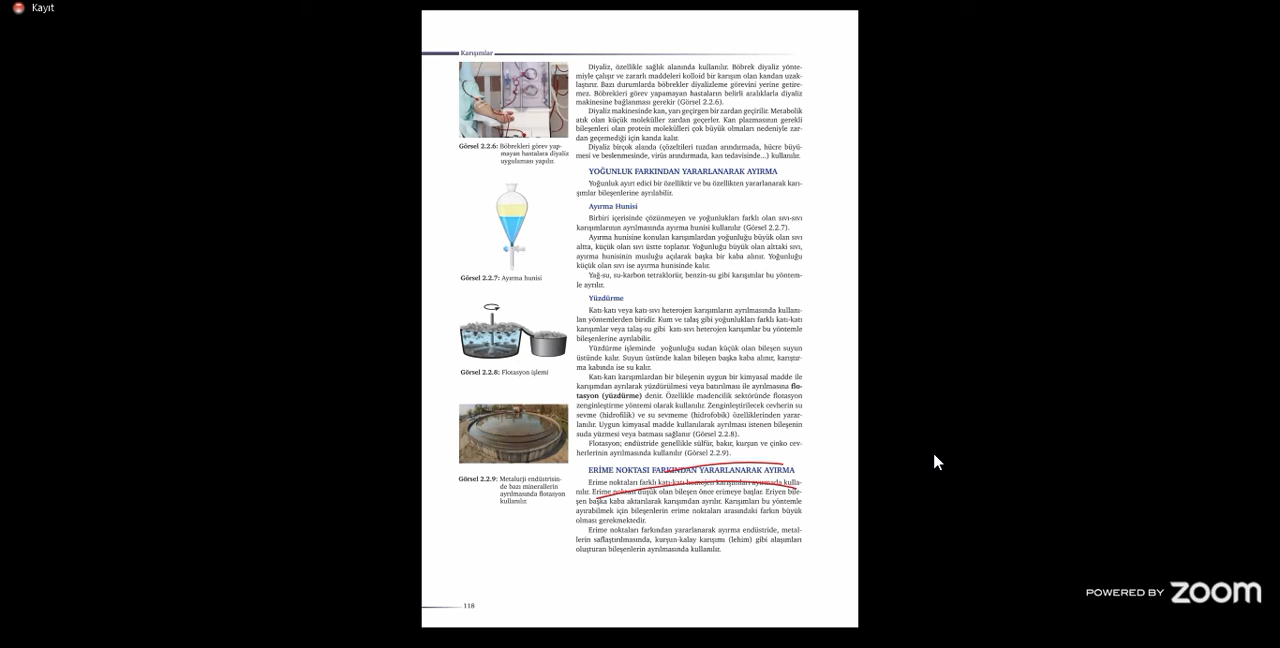 Kayıt
Karışımlar
Diyaliz, özellikle sağlık alanında kullanılır. Böbrek diyaliz yönte-
miyle çalışır ve zararlı maddeleri kolloid bir karışım olan kandan uzak-
laştırır. Bazı durumlarda böbrekler diyalizleme görevini yerine getire-
mez. Böbrekleri görev yapamayan hastaların belirli aralıklarla diyaliz
makinesine bağlanması gerekir (Görsel 2.2.6).
Diyaliz makinesinde kan, yarı geçirgen bir zardan geçirilir. Metabolik
atık olan küçük moleküller zardan geçerler. Kan plazmasının gerekli
bileşenleri olan protein molekülleri çok büyük olmaları nedeniyle zar-
dan geçemediği için kanda kalır.
Diyaliz birçok alanda (çözeltileri tuzdan arındırmada, hücre büyü-
mesi ve beslenmesinde, virüs arındırmada, kan tedavisinde...) kullanılır.
Görsel 2.2.6: Böbrekleri görev yap-
mayan hastalara diyaliz
uygulaması yapılır.
YOĞUNLUK FARKINDAN YARARLANARAK AYIRMA
Yoğunluk ayırt edici bir özelliktir ve bu özellikten yararlanarak karı-
şımlar bileşenlerine ayrılabilir.
Ayırma Hunisi
Birbiri içerisinde çözünmeyen ve yoğunlukları farklı olan sıvı-sıvı
karışımlarının ayrılmasında ayırma hunisi kullanılır (Görsel 2.2.7).
Ayırma hunisine konulan karışımlardan yoğunluğu büyük olan sıvı
altta, küçük olan sıvı üstte toplanır. Yoğunluğu büyük olan alttaki sıvı,
ayırma hunisinin musluğu açılarak başka bir kaba alınır. Yoğunluğu
küçük olan sıvı ise ayırma hunisinde kalır.
Yağ-su, su-karbon tetraklorür, benzin-su gibi karışımlar bu yöntem-
le ayrılır.
Görsel 2.2.7: Ayırma hunisi
Yüzdürme
Katı-katı veya katı-sıvı heterojen karışımların ayrılmasında kullanı-
lan yöntemlerden biridir. Kum ve talaş gibi yoğunlukları farklı katı-katı
karışımlar veya talaş-su gibi katı-sıvı heterojen karışımlar bu yöntemle
bileşenlerine ayrılabilir.
Yüzdürme işleminde yoğunluğu sudan küçük olan bileşen suyun
üstünde kalır. Suyun üstünde kalan bileşen başka kaba alınır, karıştır-
ma kabında ise su kalır.
Katı-katı karışımlardan bir bileşenin uygun bir kimyasal madde ile
karışımdan ayrılarak yüzdürülmesi veya batırılması ile ayrılmasına flo-
tasyon (yüzdürme) denir. Özellikle madencilik sektöründe flotasyon
zenginleştirme yöntemi olarak kullanılır. Zenginleştirilecek cevherin su
sevme (hidrofilik) ve su sevmeme (hidrofobik) özelliklerinden yarar-
lanılır. Uygun kimyasal madde kullanılarak ayrılması istenen bileşenin
suda yüzmesi veya batması sağlanır (Görsel 2.2.8).
Flotasyon; endüstride genellikle sülfür, bakır, kurşun ve çinko cev-
herlerinin ayrılmasında kullanılır (Görsel 2.2.9).
Görsel 2.2.8: Flotasyon işlemi
Görsel 2.2.9: Metalurji endüstrisin-
de bazı minerallerin
ayrılmasında flotasyon
kullanılır.
ERİME NOKTASI FARKINDAN YARARLANARAK AYIRMA
Erime noktaları farklı katı-katı homojen karışımları ayırmada kulla-
nılır. Erime noktası düşük olan bileşen önce erimeye başlar. Eriyen bile-
şen başka kaba aktarılarak karışımdan ayrılır. Karışımları bu yöntemle
ayırabilmek için bileşenlerin erime noktaları arasındaki farkın büyük
olması gerekmektedir.
Erime noktaları farkından yararlanarak ayırma endüstride, metal-
lerin saflaştırılmasında, kurşun-kalay karışımı (lehim) gibi alaşımları
oluşturan bileşenlerin ayrılmasında kullanılır.
118
POWERED BY zoom